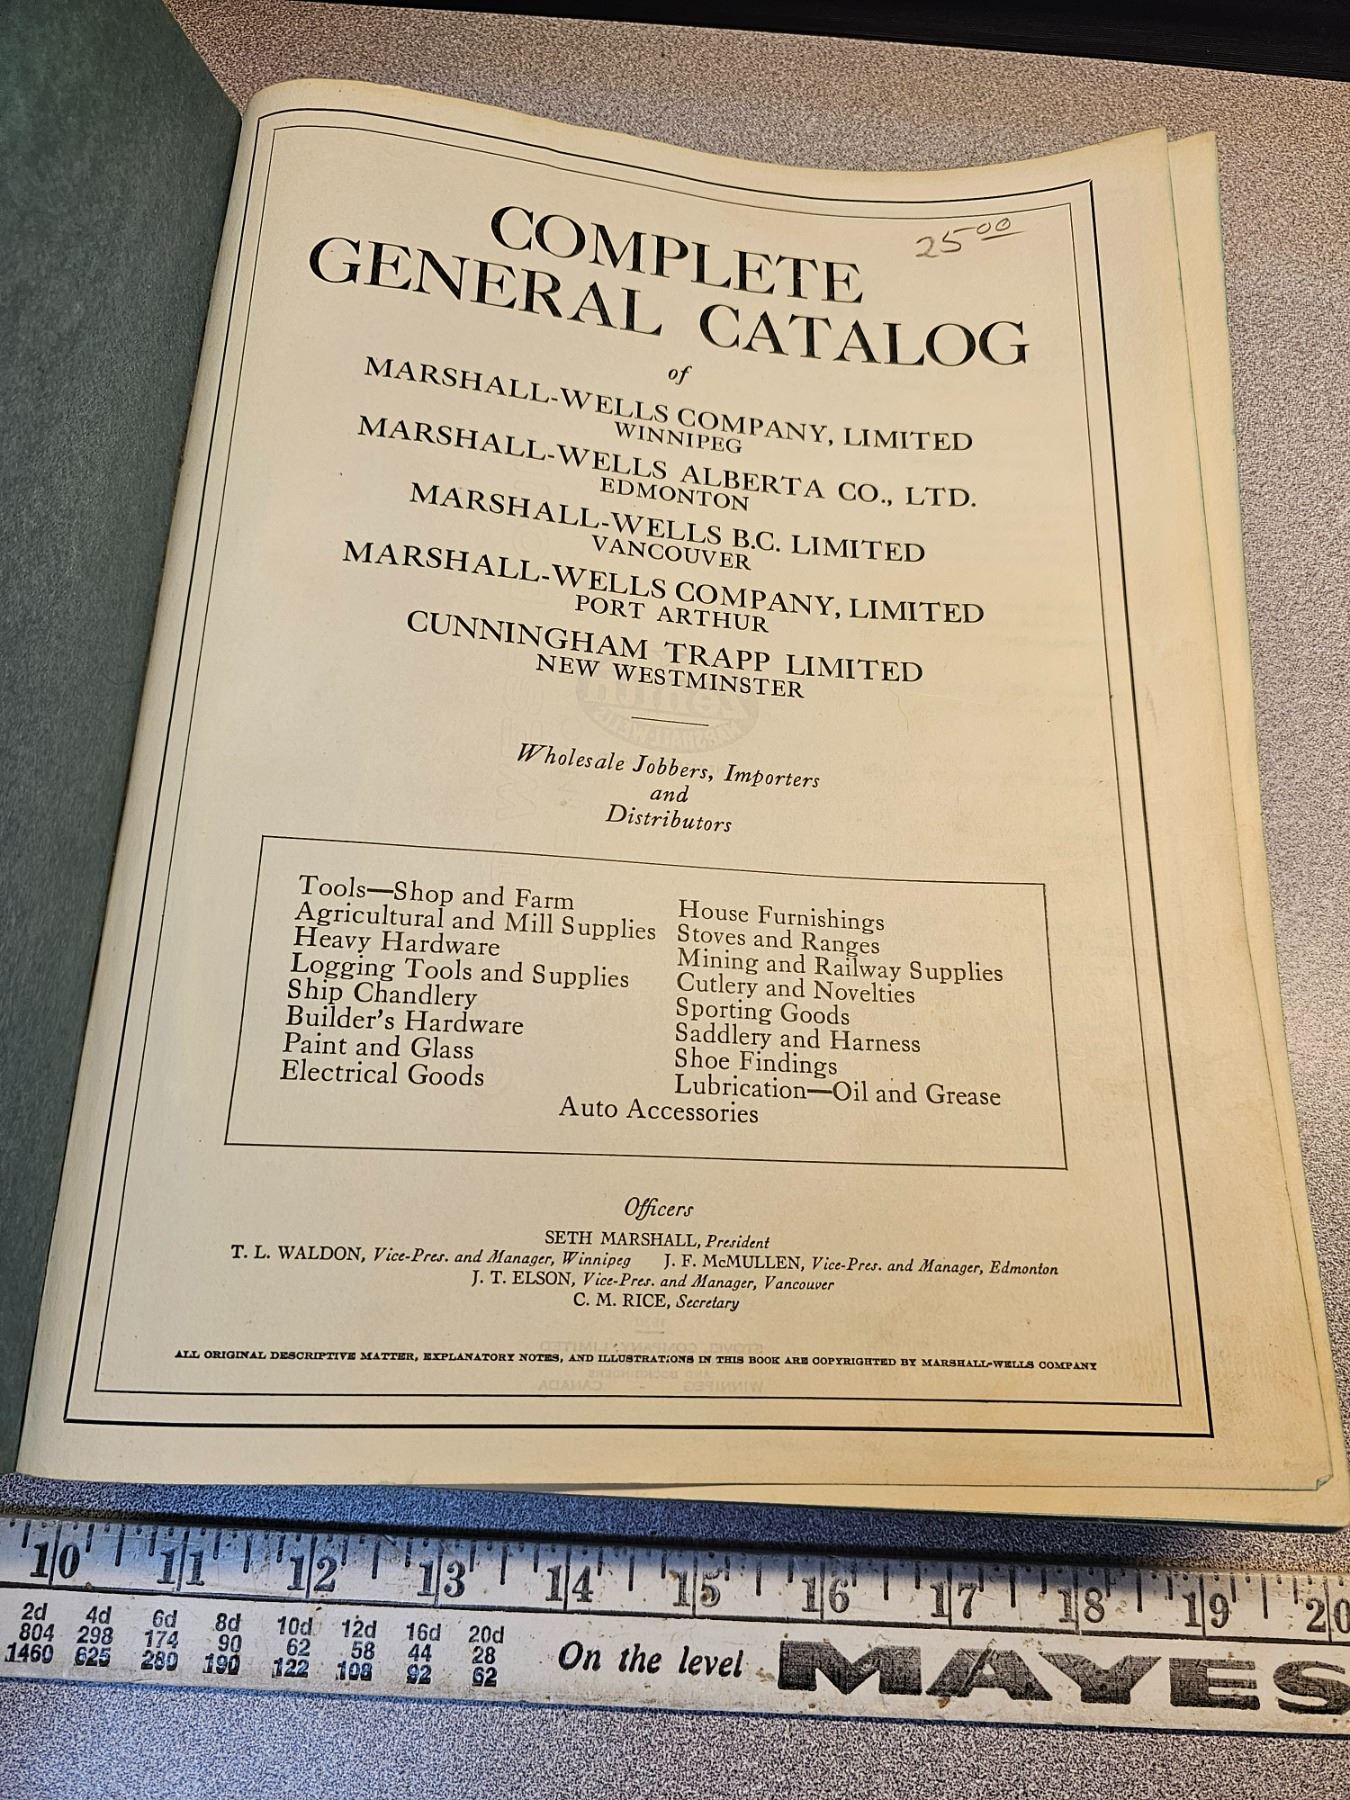 COMPLETE
GENERAL CATALOG
25.00
of
MARSHALL-WELLS COMPANY, LIMITED
WINNIPEG
MARSHALL-WELLS ALBERTA CO., LTD.
EDMONTON
MARSHALL-WELLS B.C. LIMITED
VANCOUVER
MARSHALL-WELLS COMPANY, LIMITED
PORT ARTHUR
CUNNINGHAM TRAPP LIMITED
NEW WESTMINSTER
Wholesale Jobbers, Importers
and
Distributors
Tools—Shop and Farm
Agricultural and Mill Supplies
Heavy Hardware
Logging Tools and Supplies
Ship Chandlery
Builder's Hardware
Paint and Glass
Electrical Goods
House Furnishings
Stoves and Ranges
Mining and Railway Supplies
Cutlery and Novelties
Sporting Goods
Saddlery and Harness
Shoe Findings
Lubrication—Oil and Grease
Auto Accessories
Officers
SETH MARSHALL, President
T. L. WALDON, Vice-Pres. and Manager, Winnipeg J. F. McMULLEN, Vice-Pres. and Manager, Edmonton
J. T. ELSON, Vice-Pres. and Manager, Vancouver
C. M. RICE, Secretary
ALL ORIGINAL DESCRIPTIVE MATTER, EXPLANATORY NOTES, AND ILLUSTRATIONS IN THIS BOOK ARE COPYRIGHTED BY MARSHALL-WELLS COMPANY
10 11 12 13 14 15 16 17 18 19 20
2d 4d 6d 8d 10d 12d 16d 20d
804 298 174 90 62 58 44 28
1460 625 280 190 122 108 92 62
On the level MAYES